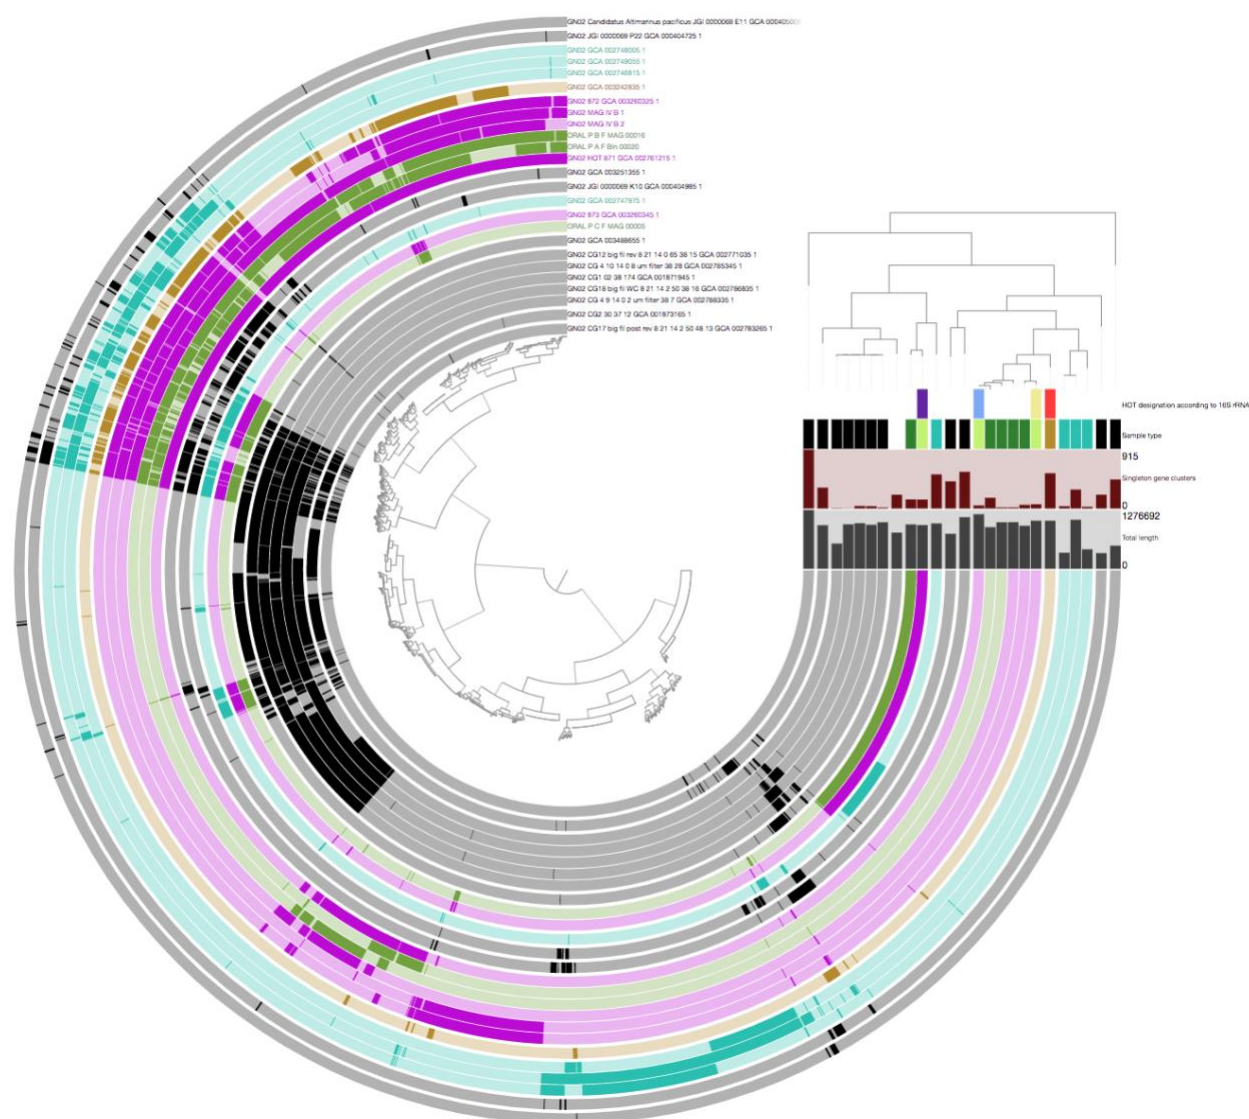 GN02 Candidatus Altimarinus pacificus JGI 0000068 E11 GCA
GN02 JGI 0000069 P22 GCA 000404725 1
GN02 GCA 002748005 1
GN02 GCA 002749055 1
GN02 GCA 002746815 1
GN02 GCA 003242835 1
GN02 872 GCA 003260325 1
GN02 MAG IV B 1
GN02 MAG IV B 2
ORAL P B F MAG 00016
ORAL P A F Bin 00020
GN02 HOT 871 GCA 002761215 1
GN02 GCA 003251355 1
GN02 JGI 0000069 K10 GCA 000404985 1
GN02 GCA 002747975 1
GN02 873 GCA 003260345 1
ORAL P C F MAG 00005
GN02 GCA 003488655 1
GN02 CG12 big fil rev 8 21 14 0 65 38 15 GCA 002771035 1
GN02 CG 4 10 14 0 8 um filter 38 28 GCA 002785345 1
GN02 CG1 02 38 174 GCA 001871945 1
GN02 CG18 big fil WC 8 21 14 2 50 38 16 GCA 002786835 1
GN02 CG 4 9 14 0 2 um filter 38 7 GCA 002788335 1
GN02 CG2 30 37 12 GCA 001873165 1
GN02 CG17 big fil post rev 8 21 14 2 50 48 13 GCA 002783265 1
HOT designation according to 16S rRNA
Sample type
915
Singleton gene clusters
0
1276692
Total length
0